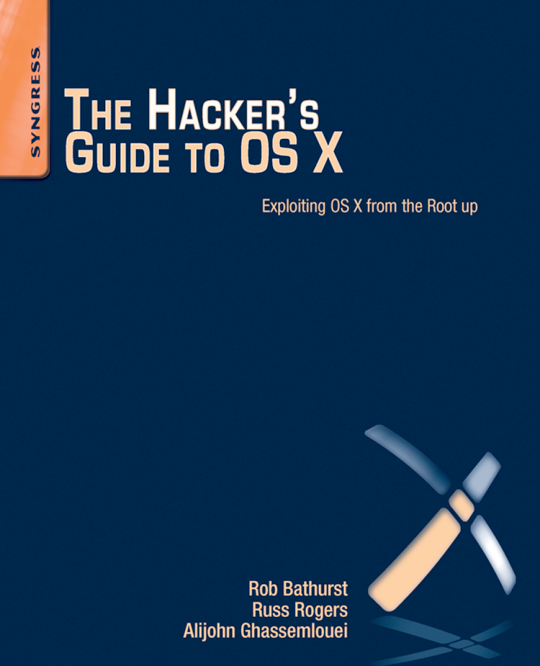 SYNGRESS
THE HACKER'S
GUIDE TO OS X
Exploiting OS X from the Root up
Rob Bathurst
Russ Rogers
Alijohn Ghassemlouei